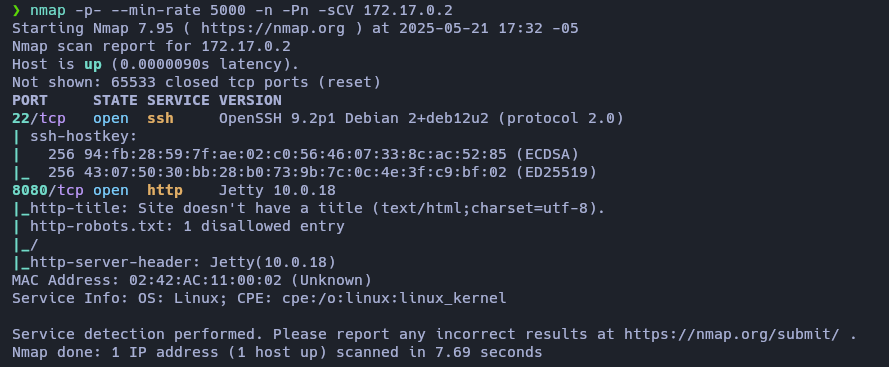 ❯ nmap -p- --min-rate 5000 -n -Pn -sCV 172.17.0.2
Starting Nmap 7.95 ( https://nmap.org ) at 2025-05-21 17:32 -05
Nmap scan report for 172.17.0.2
Host is up (0.0000090s latency).
Not shown: 65533 closed tcp ports (reset)
PORT     STATE SERVICE VERSION
22/tcp   open  ssh     OpenSSH 9.2p1 Debian 2+deb12u2 (protocol 2.0)
| ssh-hostkey:
|   256 94:fb:28:59:7f:ae:02:c0:56:46:07:33:8c:ac:52:85 (ECDSA)
|_  256 43:07:50:30:bb:28:b0:73:9b:7c:0c:4e:3f:c9:bf:02 (ED25519)
8080/tcp open  http    Jetty 10.0.18
|_http-title: Site doesn't have a title (text/html;charset=utf-8).
| http-robots.txt: 1 disallowed entry
|_/
|_http-server-header: Jetty(10.0.18)
MAC Address: 02:42:AC:11:00:02 (Unknown)
Service Info: OS: Linux; CPE: cpe:/o:linux:linux_kernel

Service detection performed. Please report any incorrect results at https://nmap.org/submit/ .
Nmap done: 1 IP address (1 host up) scanned in 7.69 seconds